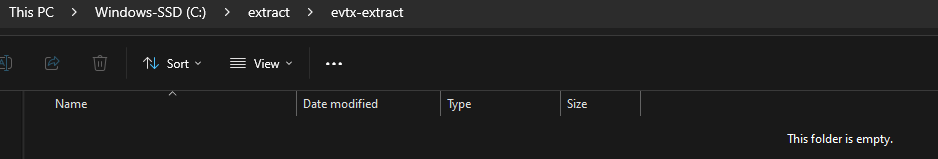 This PC > Windows-SSD (C:) > extract > evtx-extract
Sort View •••
Name Date modified Type Size
This folder is empty.